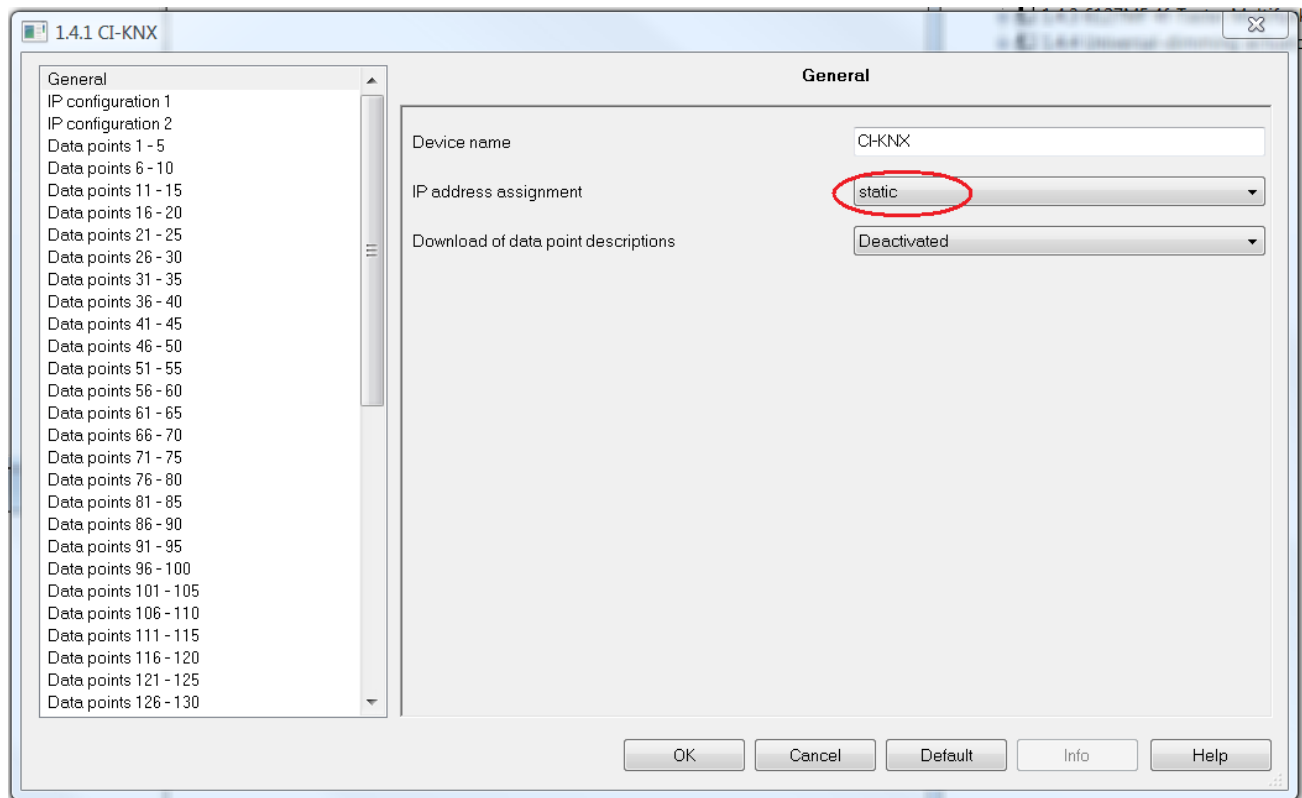 1.4.1 CI-KNX
General
IP configuration 1
IP configuration 2
Data points 1 - 5
Data points 6 - 10
Data points 11 - 15
Data points 16 - 20
Data points 21 - 25
Data points 26 - 30
Data points 31 - 35
Data points 36 - 40
Data points 41 - 45
Data points 46 - 50
Data points 51 - 55
Data points 56 - 60
Data points 61 - 65
Data points 66 - 70
Data points 71 - 75
Data points 76 - 80
Data points 81 - 85
Data points 86 - 90
Data points 91 - 95
Data points 96 - 100
Data points 101 - 105
Data points 106 - 110
Data points 111 - 115
Data points 116 - 120
Data points 121 - 125
Data points 126 - 130
General
Device name CI-KNX
IP address assignment static
Download of data point descriptions Deactivated
OK Cancel Default Info Help